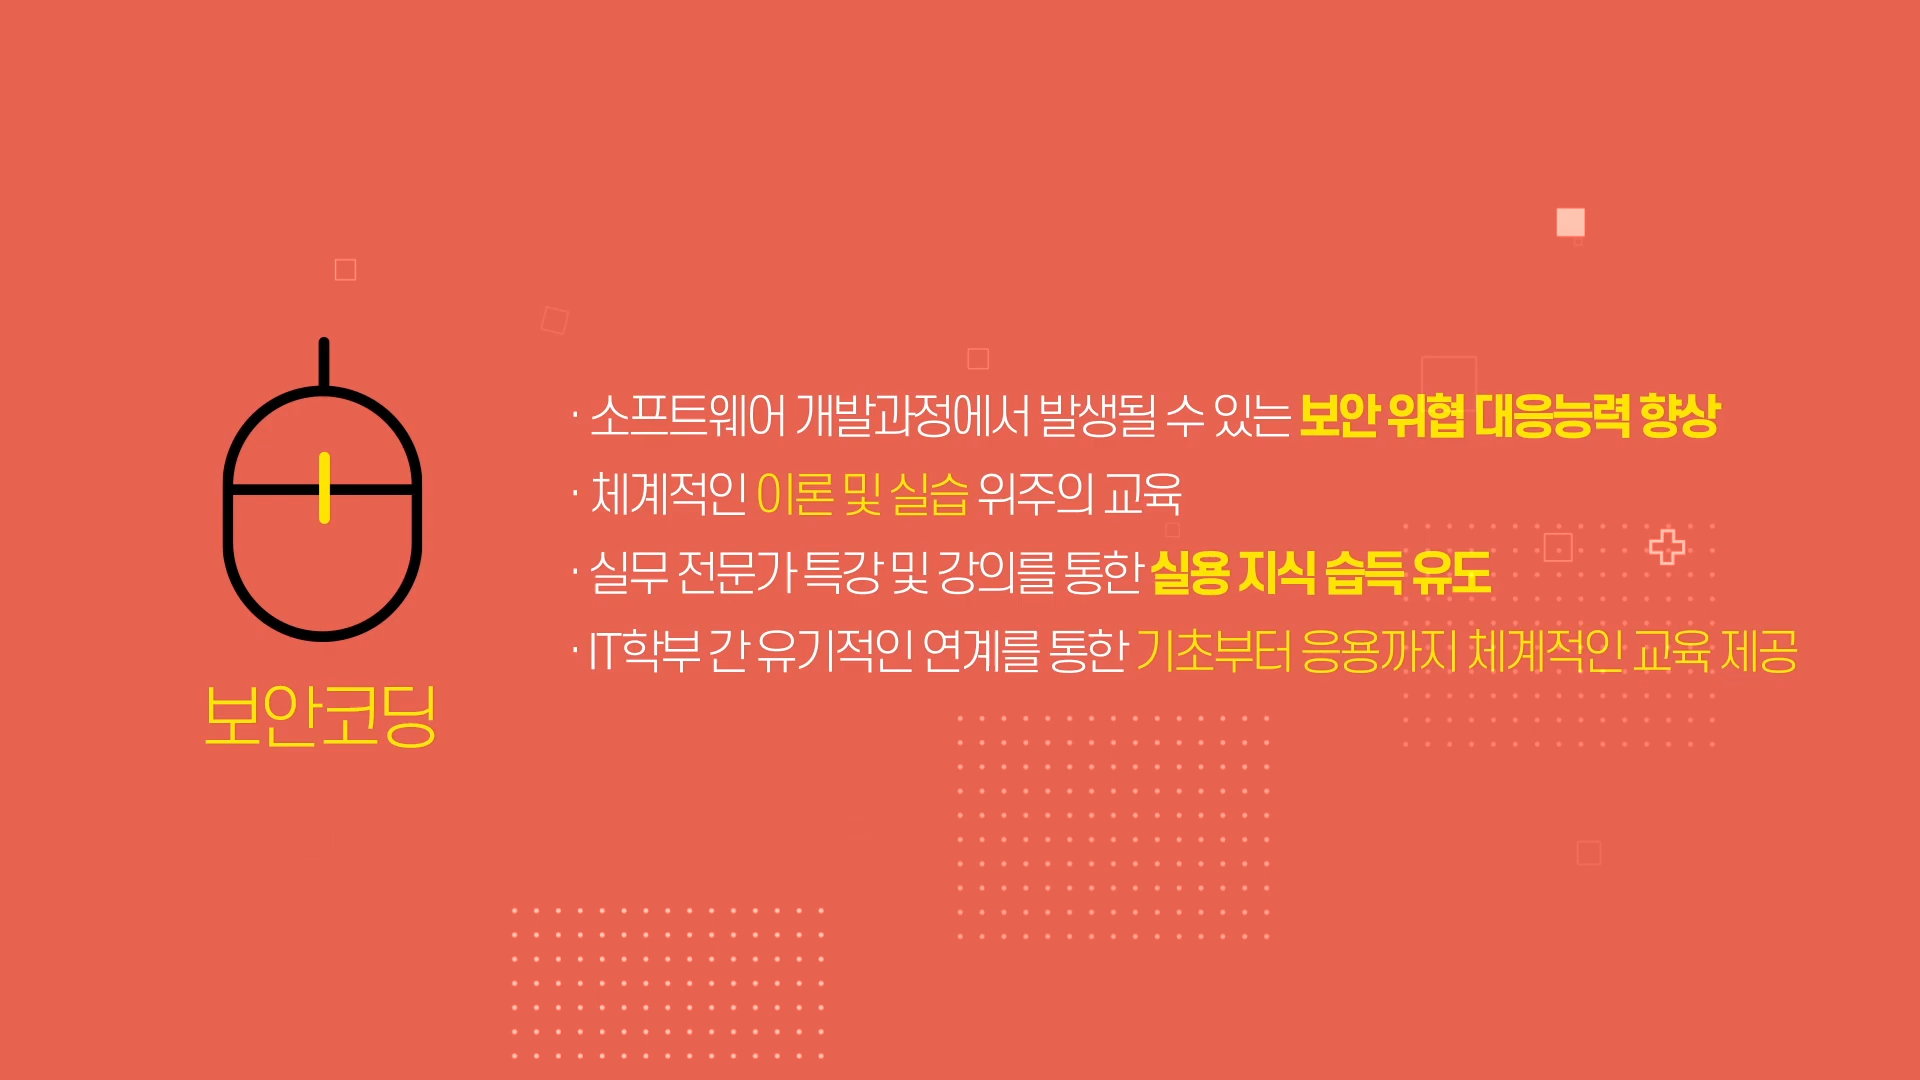 · 소프트웨어 개발과정에서 발생될 수 있는 보안 위협 대응능력 향상
· 체계적인 이론 및 실습 위주의 교육
· 실무 전문가 특강 및 강의를 통한 실용 지식 습득 유도
· IT학부 간 유기적인 연계를 통한 기초부터 응용까지 체계적인 교육 제공
보안코딩